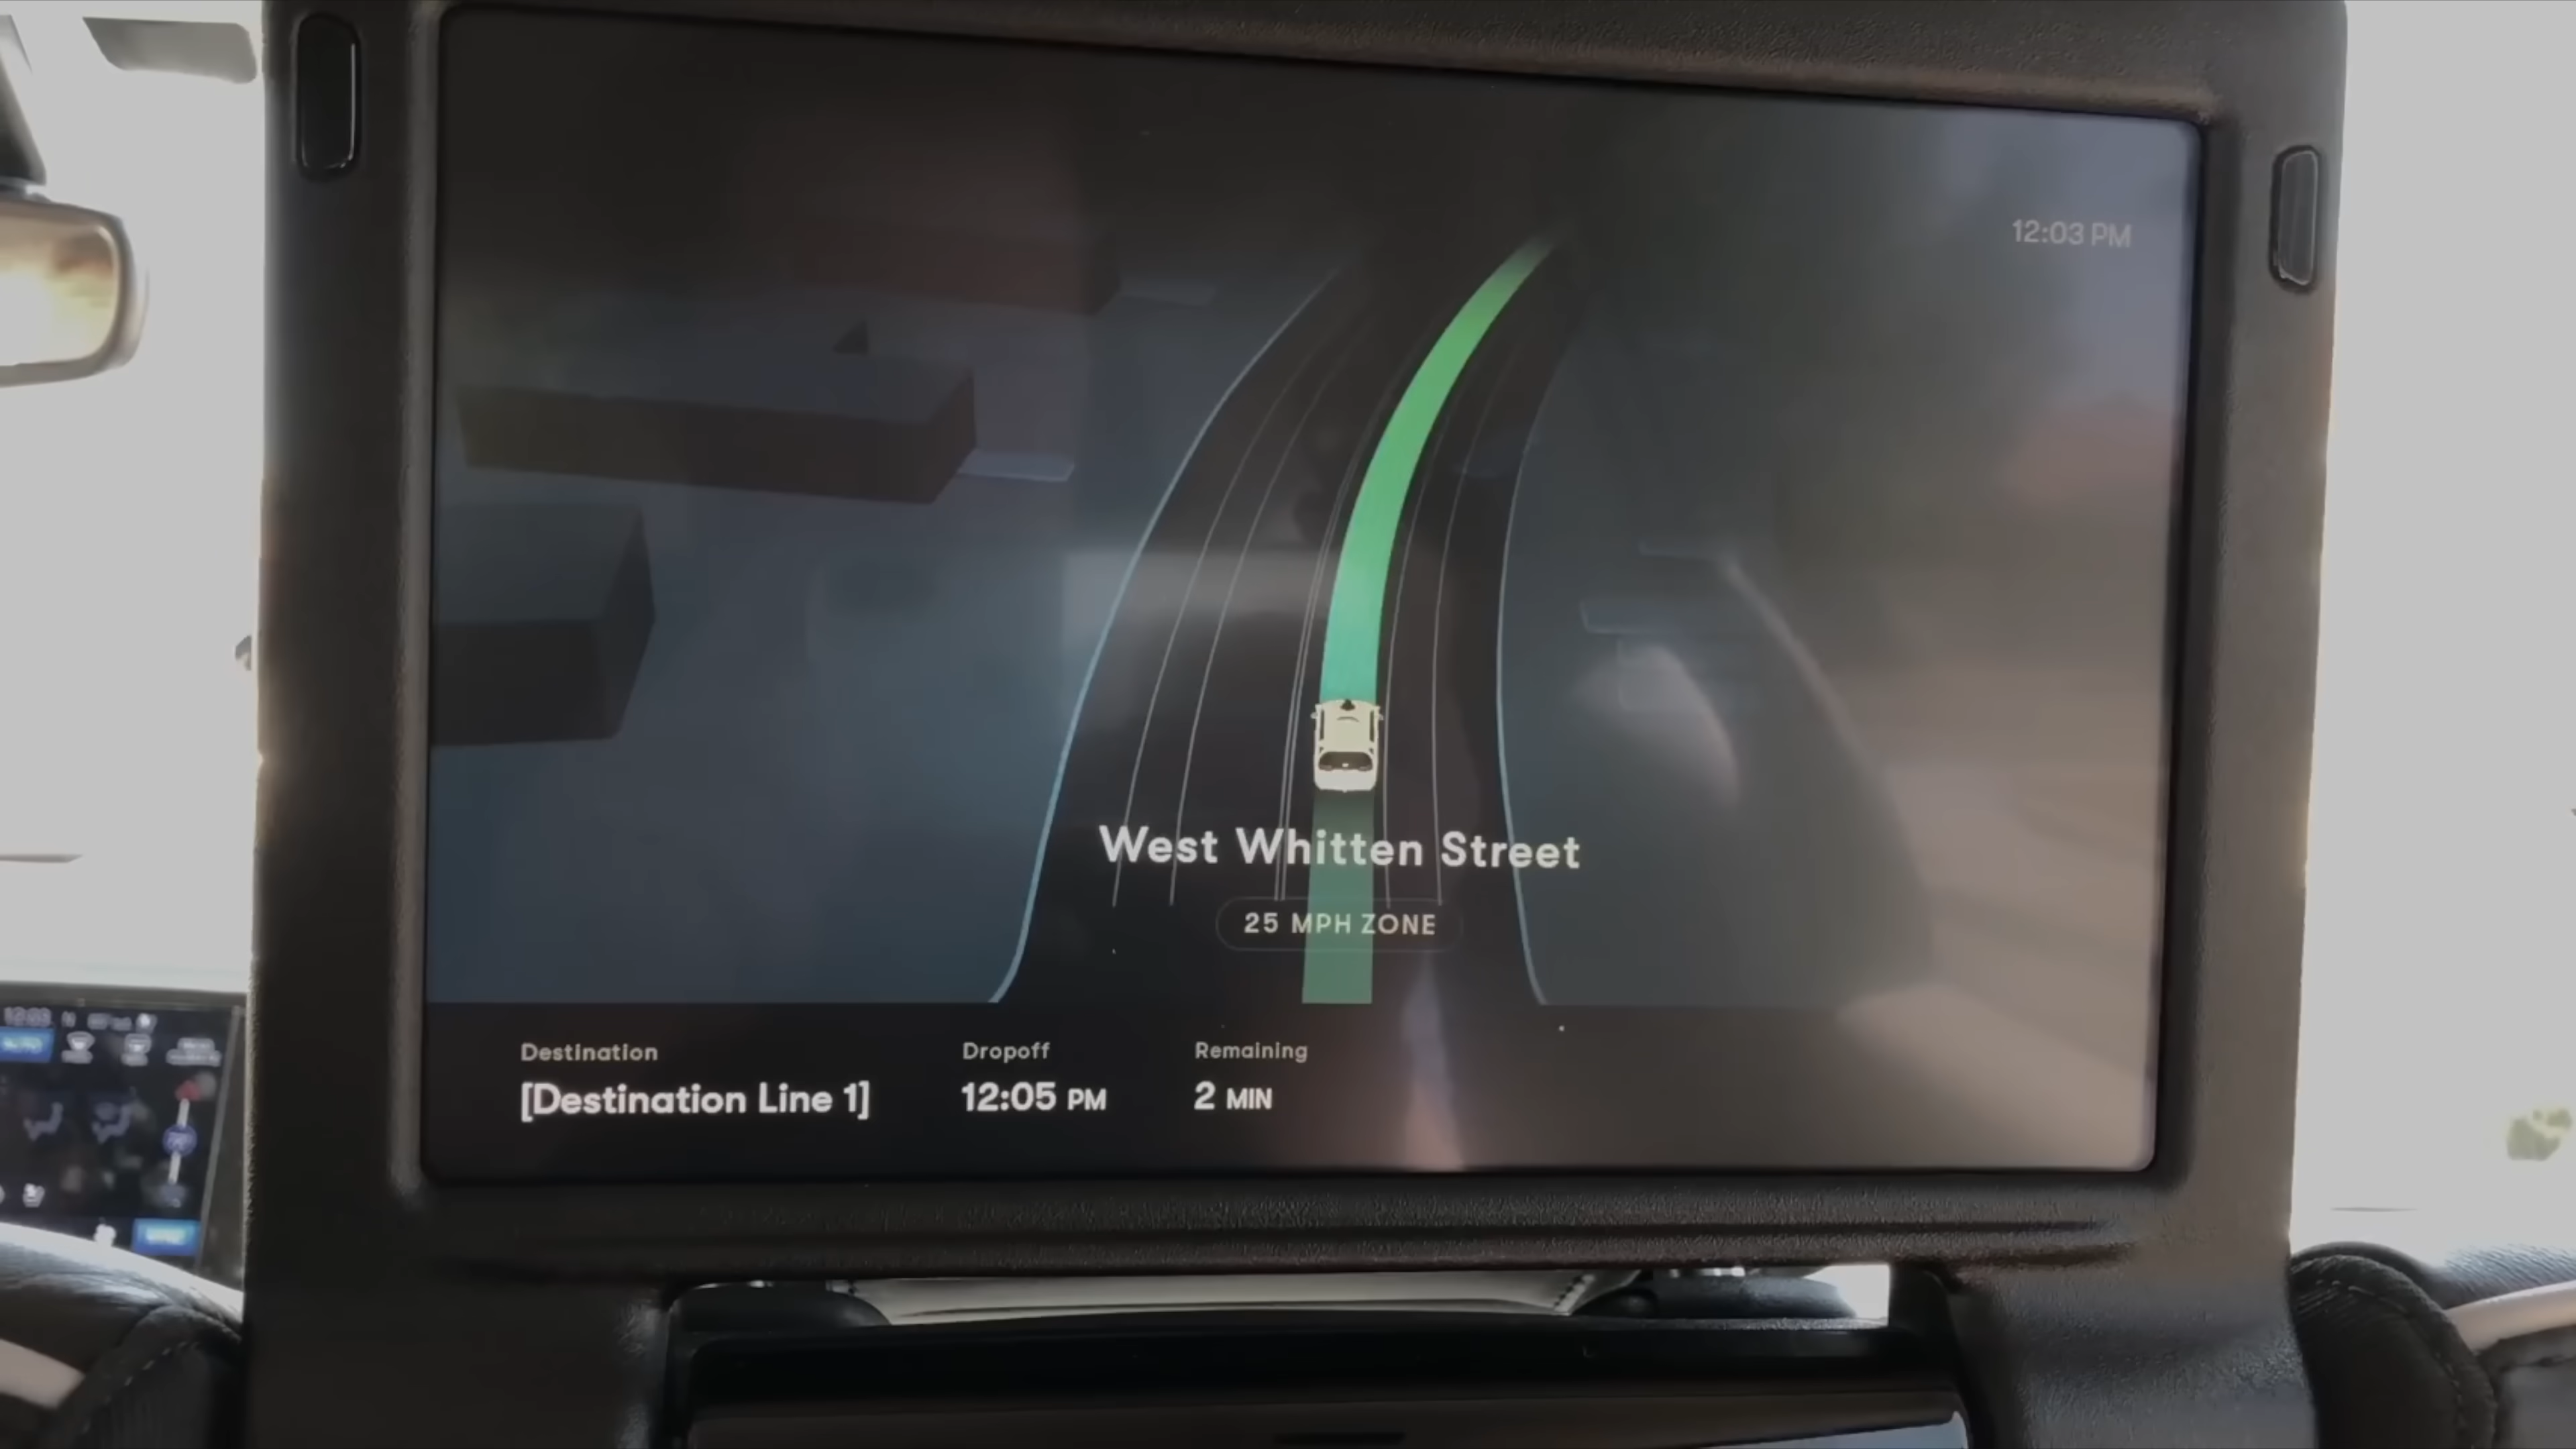 12:03 PM
West Whitten Street
25 MPH ZONE
Destination
Dropoff
Remaining
[Destination Line 1]
12:05 PM
2 MIN